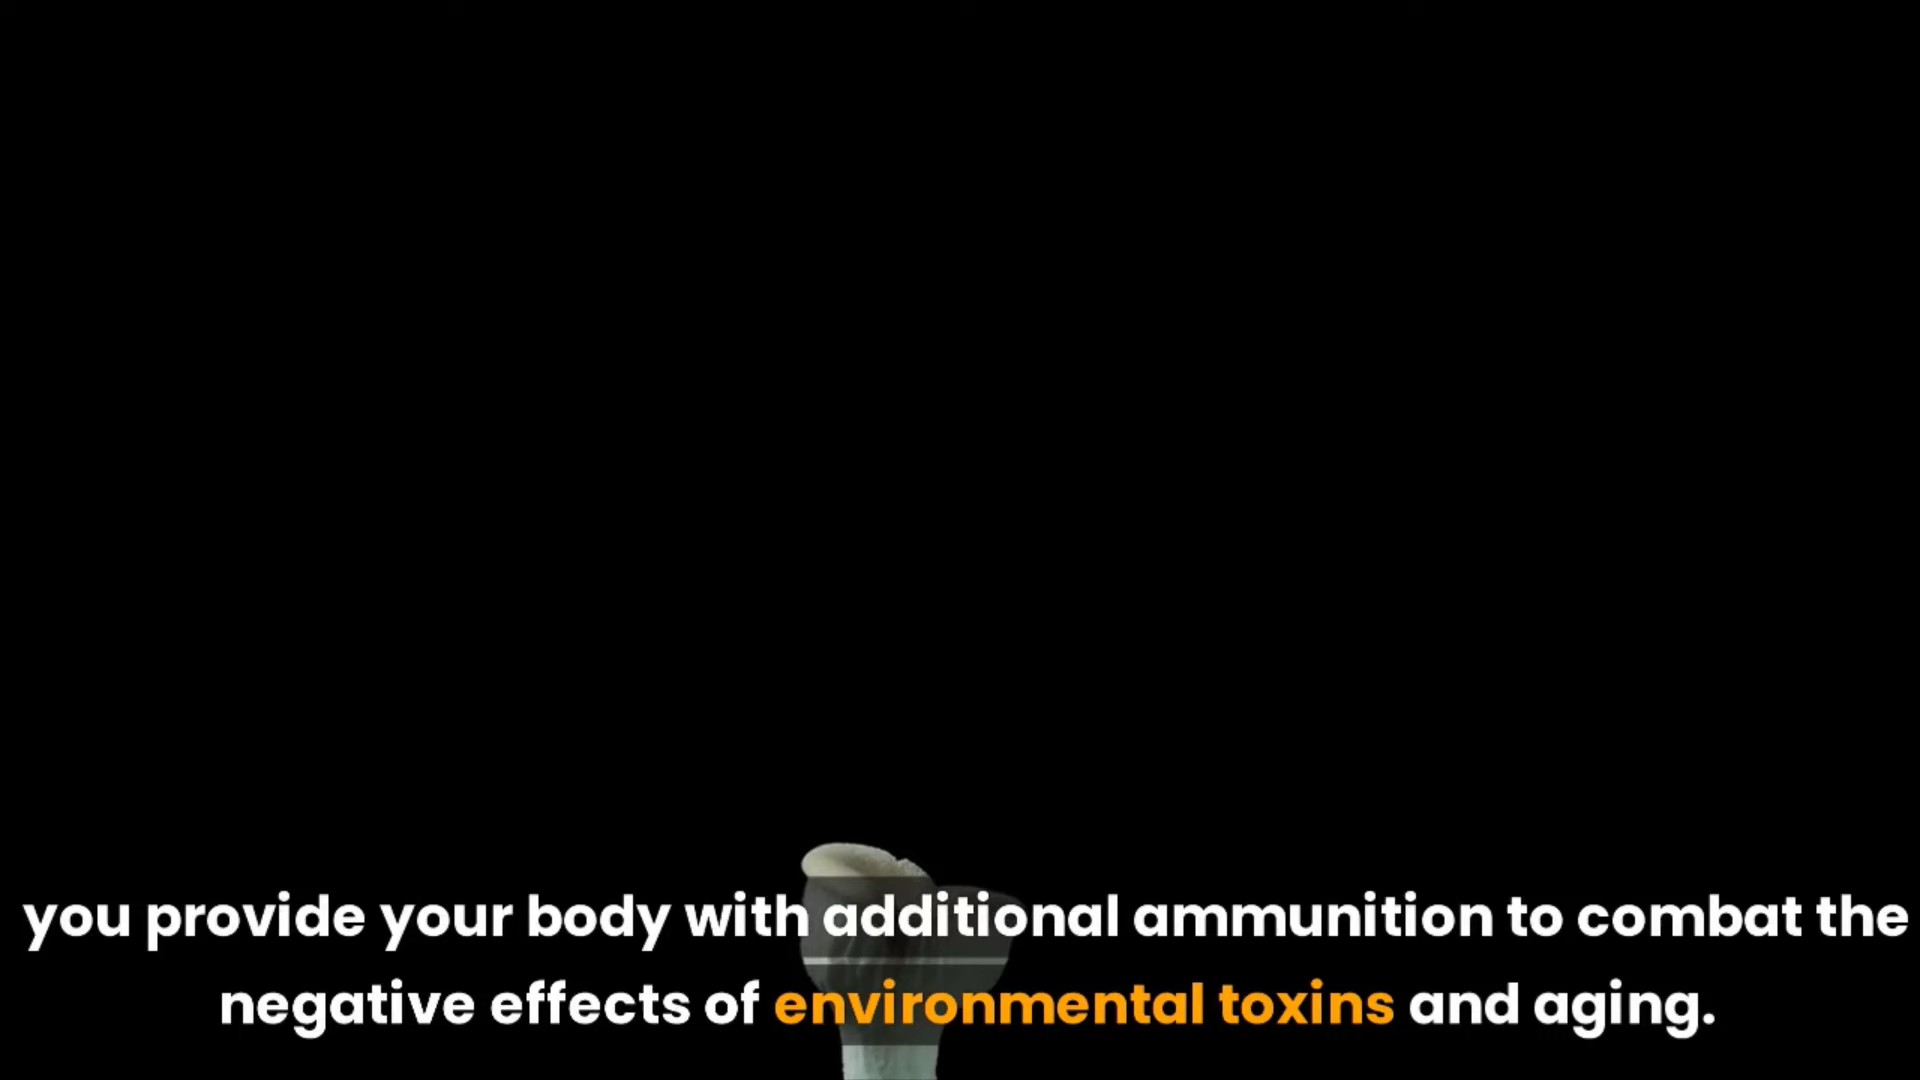 you provide your body with additional ammunition to combat the
negative effects of environmental toxins and aging.